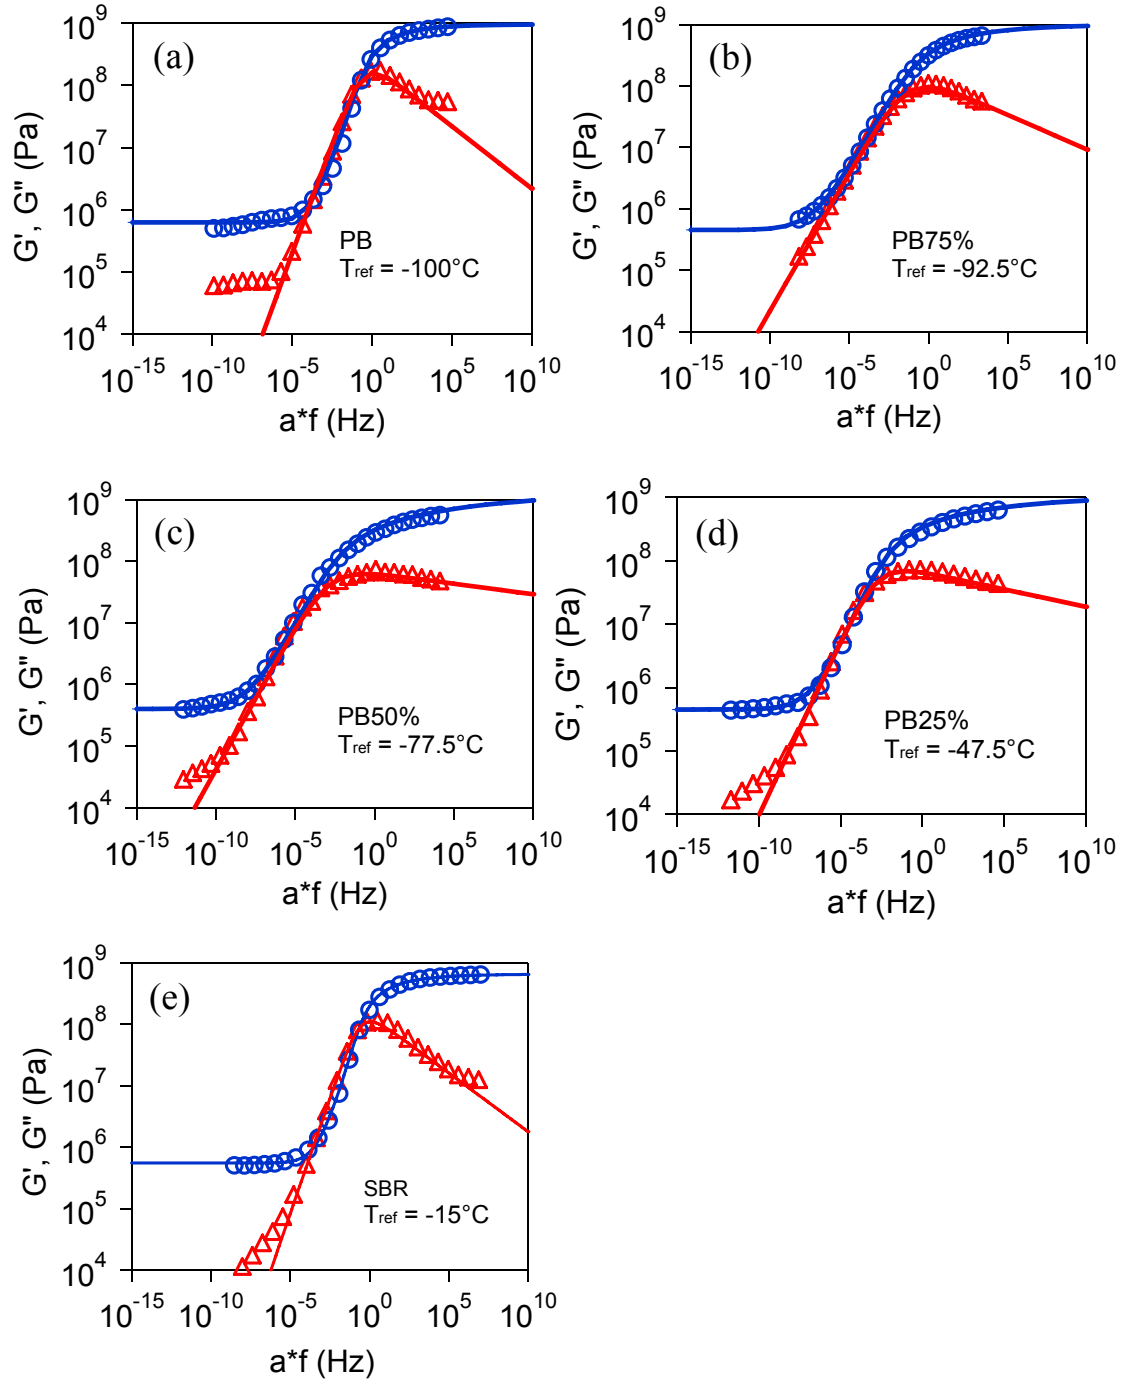 (a)
10^9
10^8
10^7
10^6
10^5
10^4
G', G" (Pa)
PB
Tref = -100°C
10^-15 10^-10 10^-5 10^0 10^5 10^10
a*f (Hz)
(b)
10^9
10^8
10^7
10^6
10^5
10^4
G', G" (Pa)
PB75%
Tref = -92.5°C
10^-15 10^-10 10^-5 10^0 10^5 10^10
a*f (Hz)
(c)
10^9
10^8
10^7
10^6
10^5
10^4
G', G" (Pa)
PB50%
Tref = -77.5°C
10^-15 10^-10 10^-5 10^0 10^5 10^10
a*f (Hz)
(d)
10^9
10^8
10^7
10^6
10^5
10^4
G', G" (Pa)
PB25%
Tref = -47.5°C
10^-15 10^-10 10^-5 10^0 10^5 10^10
a*f (Hz)
(e)
10^9
10^8
10^7
10^6
10^5
10^4
G', G" (Pa)
SBR
Tref = -15°C
10^-15 10^-10 10^-5 10^0 10^5 10^10
a*f (Hz)